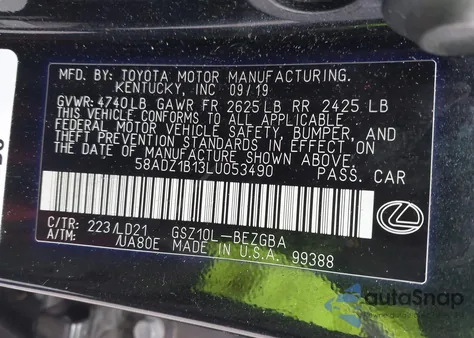 MFD. BY: TOYOTA MOTOR MANUFACTURING.
KENTUCKY, INC 09/19
GVWR: 4740LB GAWR FR 2625 LB RR 2425 LB
THIS VEHICLE CONFORMS TO ALL APPLICABLE
FEDERAL MOTOR VEHICLE SAFETY, BUMPER, AND
THEFT PREVENTION STANDARDS IN EFFECT ON
THE DATE OF MANUFACTURE SHOWN ABOVE.
58ADZ1B13LU053490 PASS. CAR
C/TR: 223/LD21 GSZ10L-BEZGBA
A/TM: /UA80E MADE IN U.S.A. 99388
autoSnap